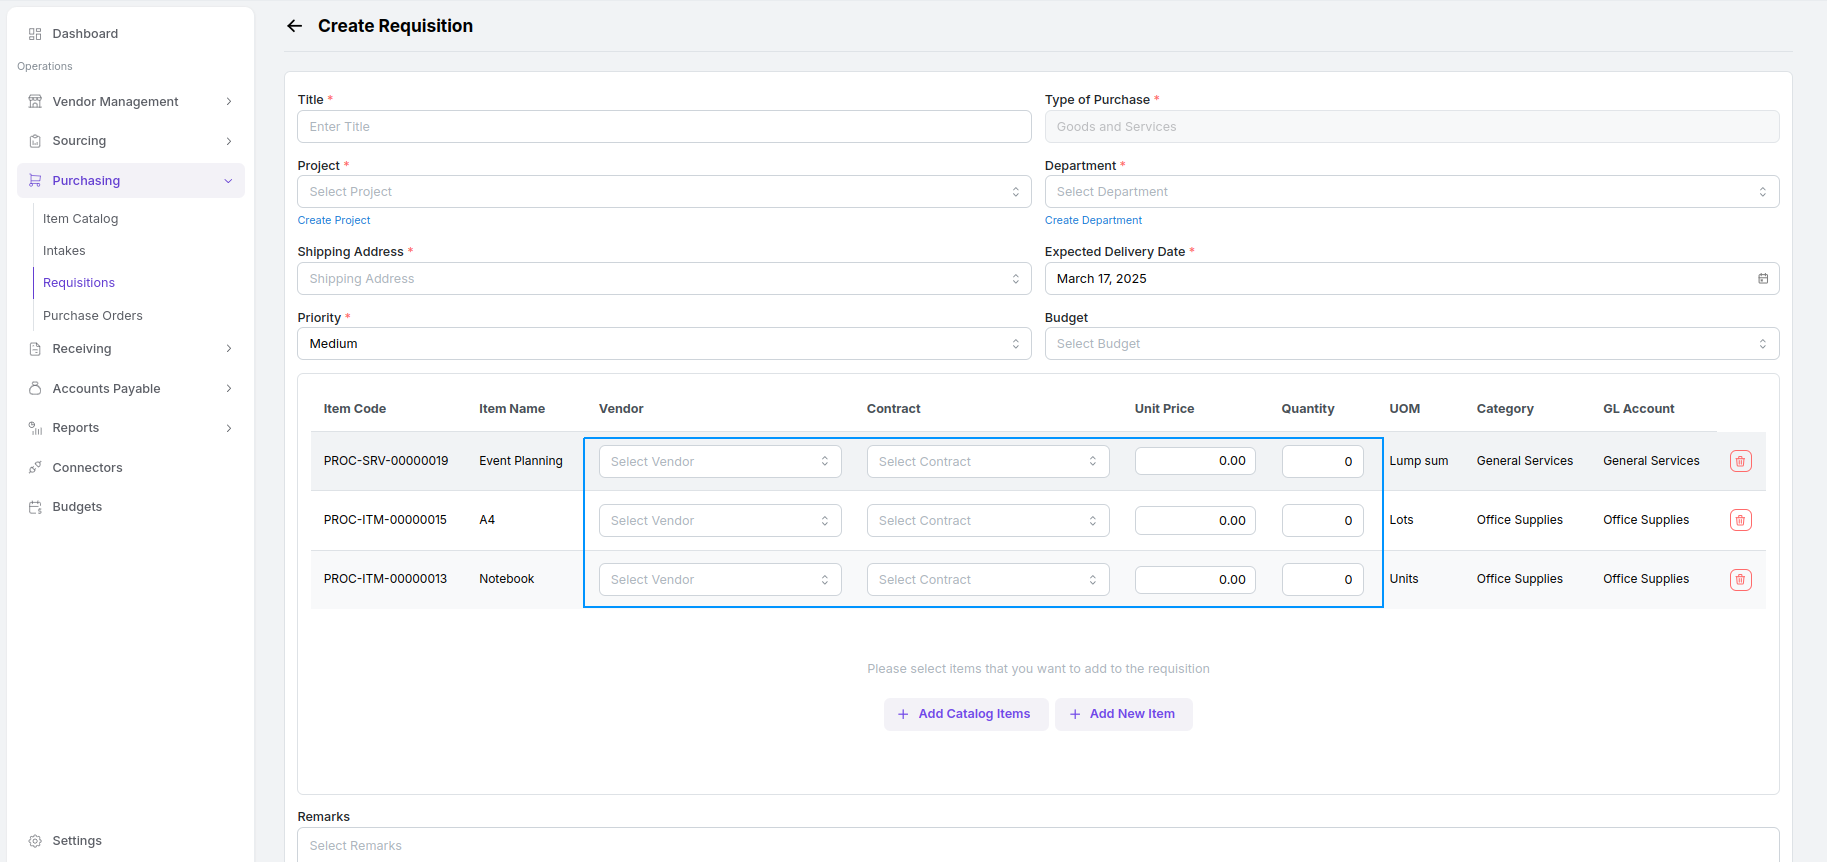 Dashboard
Operations
Vendor Management
Sourcing
Purchasing
Item Catalog
Intakes
Requisitions
Purchase Orders
Receiving
Accounts Payable
Reports
Connectors
Budgets
Settings
Create Requisition
Title *
Enter Title
Type of Purchase *
Goods and Services
Project *
Select Project
Create Project
Department *
Select Department
Create Department
Shipping Address *
Shipping Address
Expected Delivery Date *
March 17, 2025
Priority *
Medium
Budget
Select Budget
Item Code Item Name Vendor Contract Unit Price Quantity UOM Category GL Account
PROC-SRV-00000019 Event Planning Select Vendor Select Contract 0.00 0 Lump sum General Services General Services
PROC-ITM-00000015 A4 Select Vendor Select Contract 0.00 0 Lots Office Supplies Office Supplies
PROC-ITM-00000013 Notebook Select Vendor Select Contract 0.00 0 Units Office Supplies Office Supplies
Please select items that you want to add to the requisition
+ Add Catalog Items + Add New Item
Remarks
Select Remarks